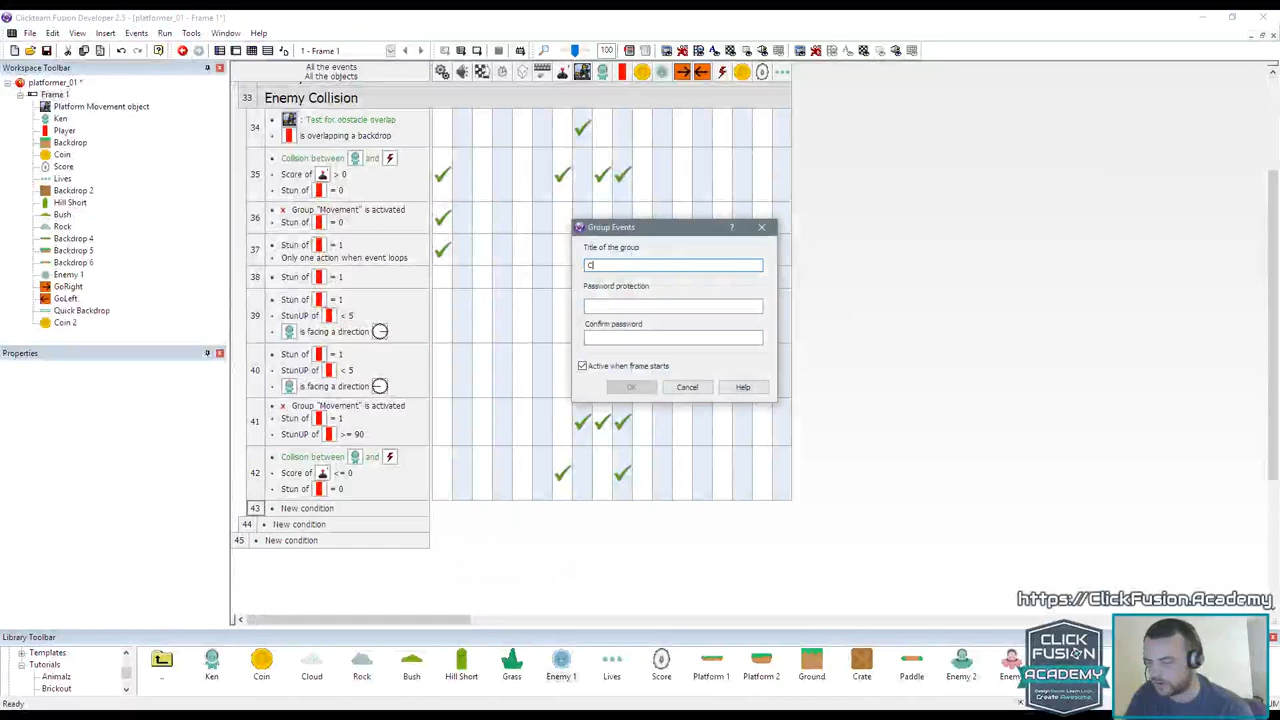 Clickteam Fusion Developer 2.5 - [platformer_01 - Frame 1*]
File Edit View Insert Events Run Tools Window Help
1 - Frame 1
100
Workspace Toolbar
platformer_01 *
Frame 1
Platform Movement object
Ken
Player
Backdrop
Coin
Score
Lives
Backdrop 2
Hill Short
Bush
Rock
Backdrop 4
Backdrop 5
Backdrop 6
Enemy 1
GoRight
GoLeft
Quick Backdrop
Coin 2
Properties
All the events
All the objects
33 Enemy Collision
34
: Test for obstacle overlap
is overlapping a backdrop
35
Collision between and
Score of > 0
Stun of = 0
36
x Group "Movement" is activated
Stun of = 0
37
Stun of = 1
Only one action when event loops
38
Stun of = 1
39
Stun of = 1
StunUP of < 5
is facing a direction
40
Stun of = 1
StunUP of < 5
is facing a direction
41
x Group "Movement" is activated
Stun of = 1
StunUP of >= 90
42
Collision between and
Score of <= 0
Stun of = 0
43 New condition
44 New condition
45 New condition
Group Events
?
Title of the group
C
Password protection
Confirm password
Active when frame starts
OK Cancel Help
https://ClickFusion.Academy
CLICK
FUSION
ACADEMY
Create Awesome.
Library Toolbar
Templates
Tutorials
Animalz
Brickout
.. Ken Coin Cloud Rock Bush Hill Short Grass Enemy 1 Lives Score Platform 1 Platform 2 Ground Crate Paddle Enemy 2
Ready